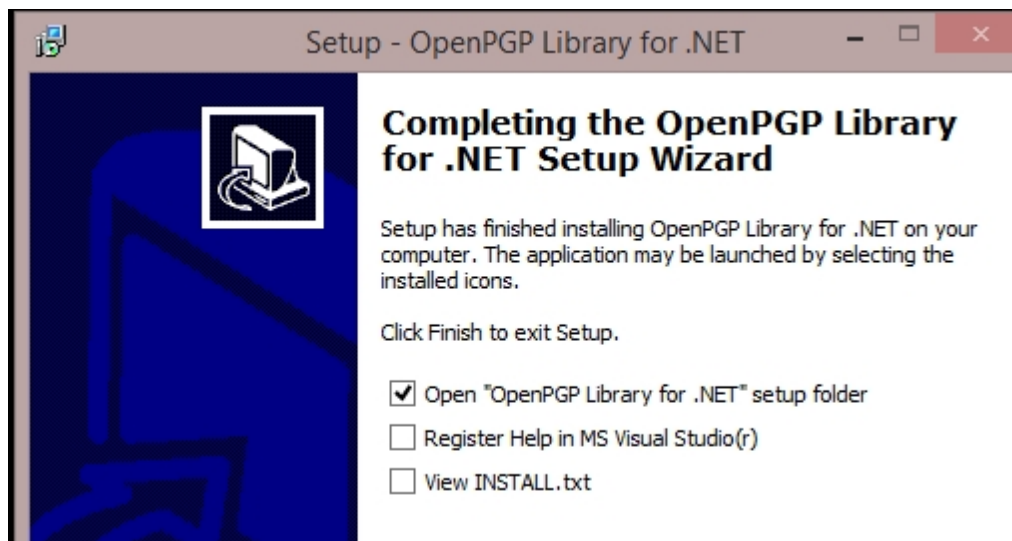 Setup - OpenPGP Library for .NET
Completing the OpenPGP Library
for .NET Setup Wizard
Setup has finished installing OpenPGP Library for .NET on your
computer. The application may be launched by selecting the
installed icons.
Click Finish to exit Setup.
Open "OpenPGP Library for .NET" setup folder
Register Help in MS Visual Studio(r)
View INSTALL.txt